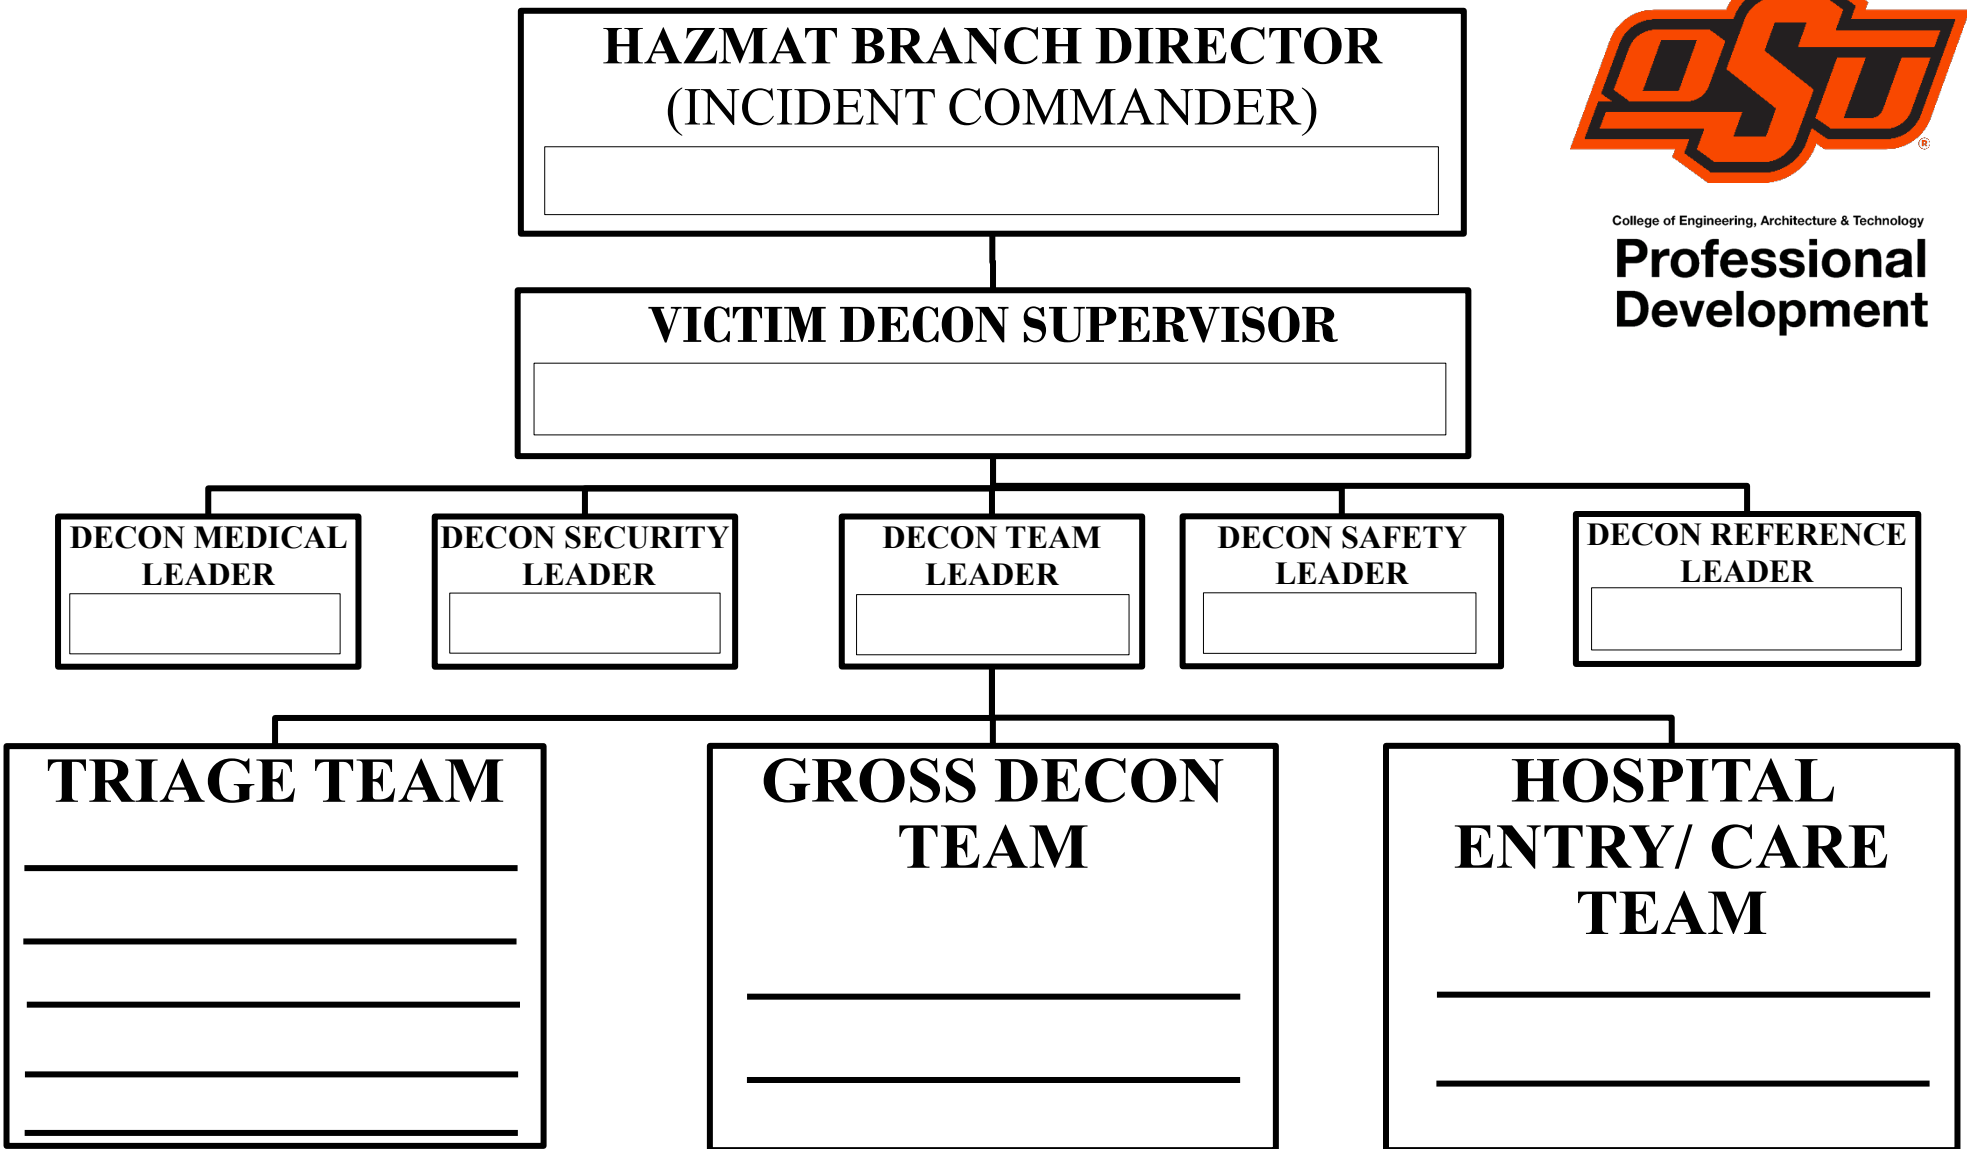 HAZMAT BRANCH DIRECTOR
(INCIDENT COMMANDER)
OSU
®
College of Engineering, Architecture & Technology
Professional
Development
VICTIM DECON SUPERVISOR
DECON MEDICAL
LEADER
DECON SECURITY
LEADER
DECON TEAM
LEADER
DECON SAFETY
LEADER
DECON REFERENCE
LEADER
TRIAGE TEAM
GROSS DECON
TEAM
HOSPITAL
ENTRY/ CARE
TEAM